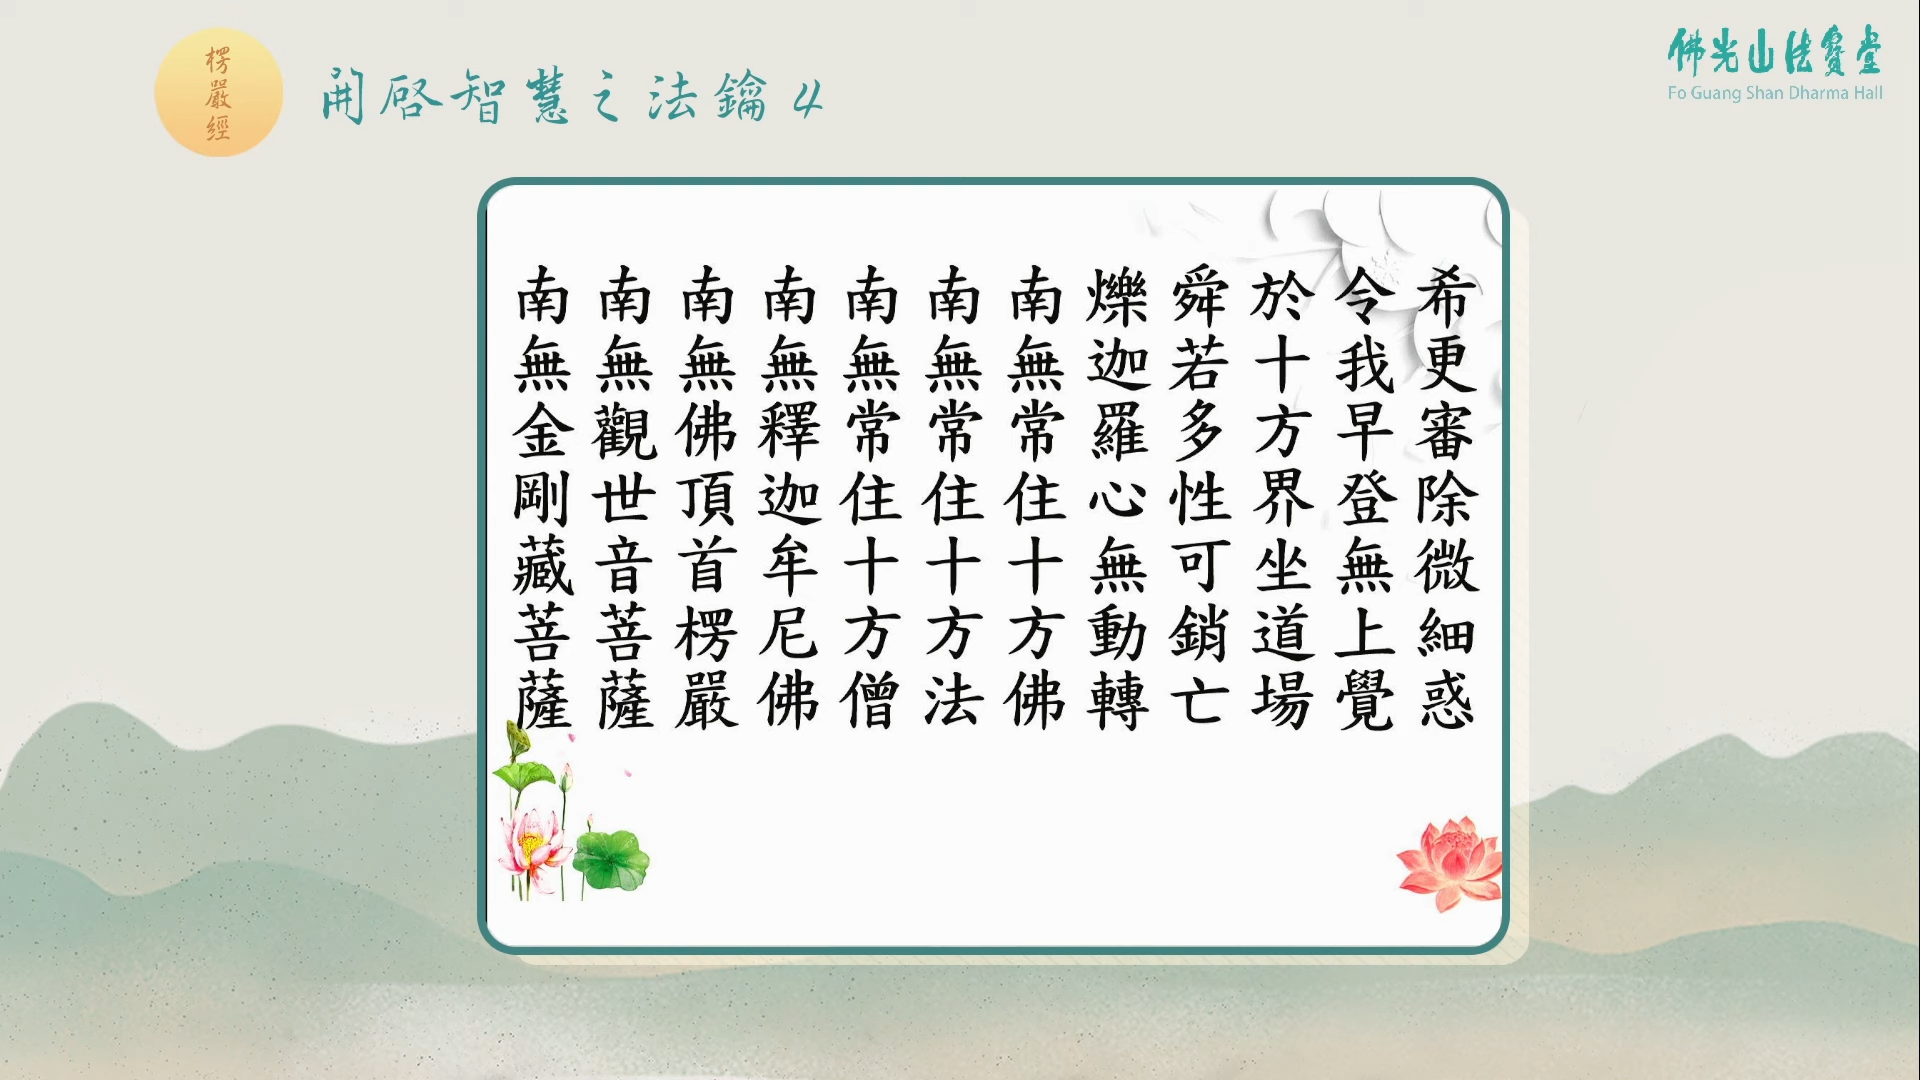 楞嚴經
開啓智慧之法鑰4
佛光山法寶堂
Fo Guang Shan Dharma Hall
希更審除微細惑
令我早登無上覺
於十方界坐道場
舜若多性可銷亡
爍迦羅心無動轉
南無常住十方佛
南無常住十方法
南無常住十方僧
南無釋迦牟尼佛
南無佛頂首楞嚴
南無觀世音菩薩
南無金剛藏菩薩